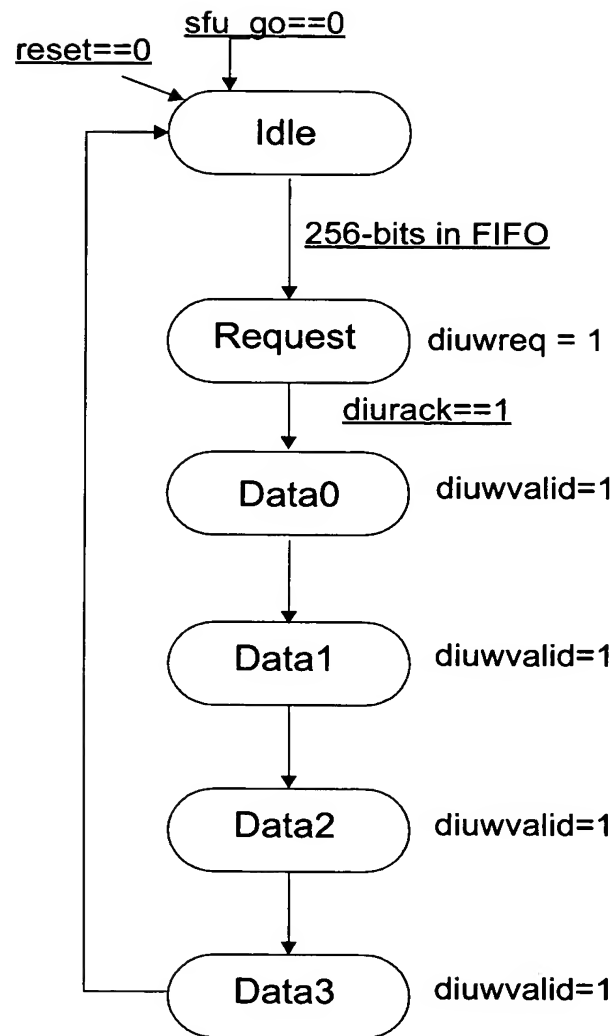 sfu_go==0
reset==0
Idle
256-bits in FIFO
Request
diuwreq = 1
diurack==1
Data0
diuwvalid=1
Data1
diuwvalid=1
Data2
diuwvalid=1
Data3
diuwvalid=1